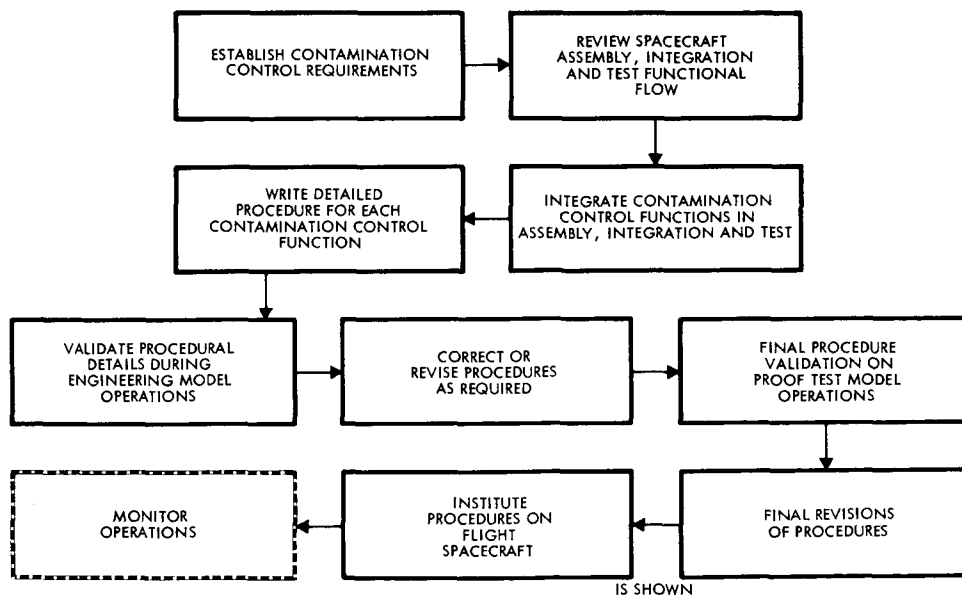 ESTABLISH CONTAMINATION
CONTROL REQUIREMENTS
REVIEW SPACECRAFT
ASSEMBLY, INTEGRATION
AND TEST FUNCTIONAL
FLOW
INTEGRATE CONTAMINATION
CONTROL FUNCTIONS IN
ASSEMBLY, INTEGRATION AND TEST
WRITE DETAILED
PROCEDURE FOR EACH
CONTAMINATION CONTROL
FUNCTION
VALIDATE PROCEDURAL
DETAILS DURING
ENGINEERING MODEL
OPERATIONS
CORRECT OR
REVISE PROCEDURES
AS REQUIRED
FINAL PROCEDURE
VALIDATION ON
PROOF TEST MODEL
OPERATIONS
FINAL REVISIONS
OF PROCEDURES
INSTITUTE
PROCEDURES ON
FLIGHT
SPACECRAFT
MONITOR
OPERATIONS
IS SHOWN